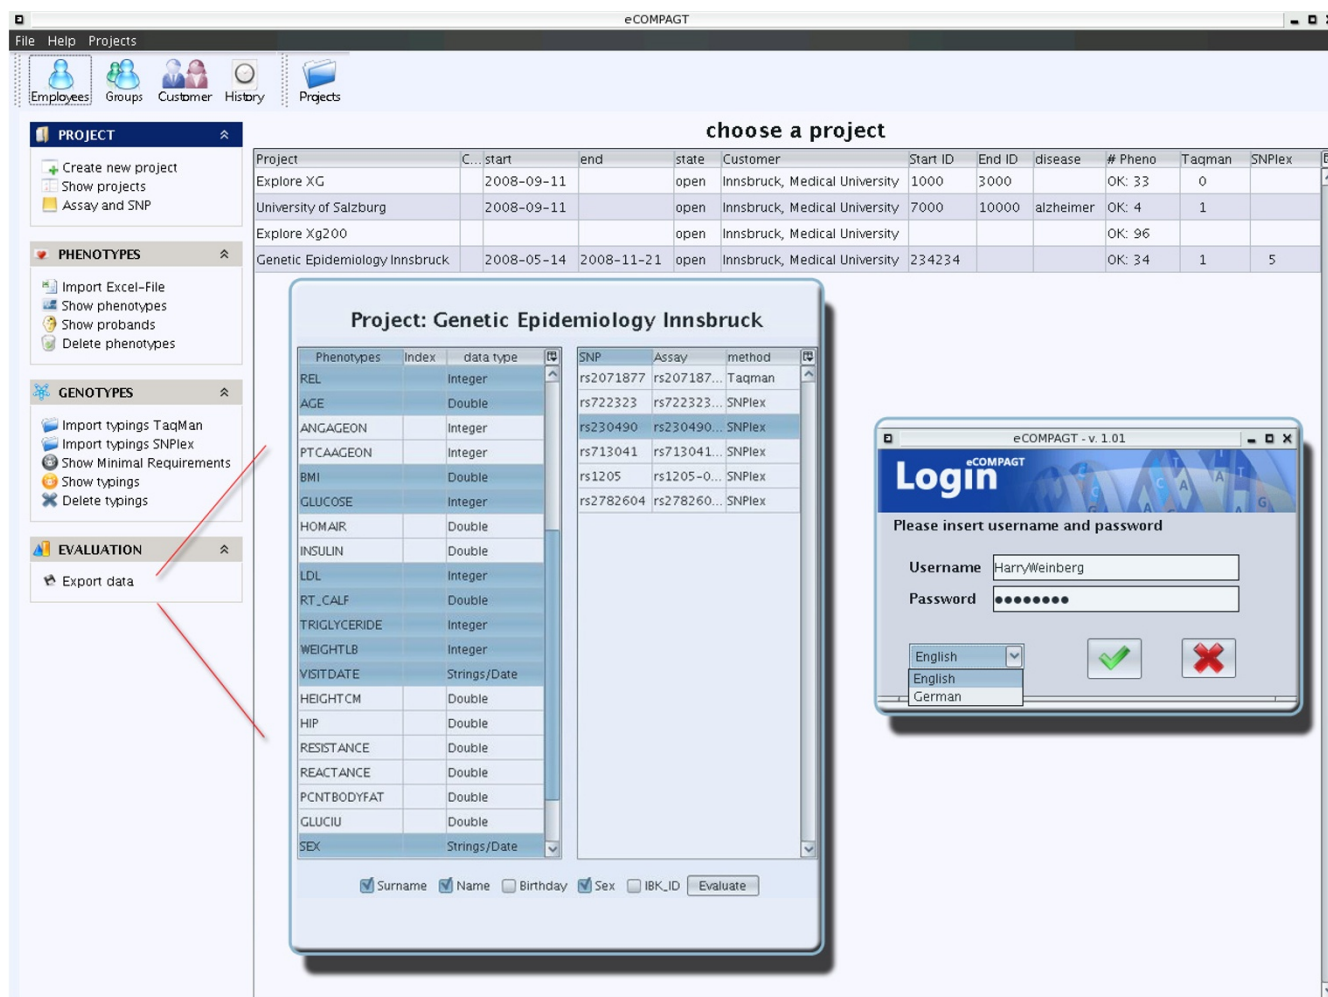 eCOMPAGT
File Help Projects
Employees Groups Customer History Projects
PROJECT
Create new project
Show projects
Assay and SNP
PHENOTYPES
Import Excel-File
Show phenotypes
Show probands
Delete phenotypes
GENOTYPES
Import typings TaqMan
Import typings SNPlex
Show Minimal Requirements
Show typings
Delete typings
EVALUATION
Export data
choose a project
Project C... start end state Customer Start ID End ID disease # Pheno Taqman SNPlex
Explore XG 2008-09-11 open Innsbruck, Medical University 1000 3000 OK: 33 0
University of Salzburg 2008-09-11 open Innsbruck, Medical University 7000 10000 alzheimer OK: 4 1
Explore Xg200 open Innsbruck, Medical University OK: 96
Genetic Epidemiology Innsbruck 2008-05-14 2008-11-21 open Innsbruck, Medical University 234234 OK: 34 1 5
Project: Genetic Epidemiology Innsbruck
Phenotypes Index data type
REL Integer
AGE Double
ANGAGEON Integer
PTCAAGEON Integer
BMI Double
GLUCOSE Integer
HOMAIR Double
INSULIN Double
LDL Integer
RT_CALF Double
TRIGLYCERIDE Integer
WEIGHTLB Integer
VISITDATE Strings/Date
HEIGHTCM Double
HIP Double
RESISTANCE Double
REACTANCE Double
PCNTBODYFAT Double
GLUCIU Double
SEX Strings/Date
SNP Assay method
rs2071877 rs207187... Taqman
rs722323 rs722323... SNPlex
rs230490 rs230490... SNPlex
rs713041 rs713041... SNPlex
rs1205 rs1205-0... SNPlex
rs2782604 rs278260... SNPlex
Surname Name Birthday Sex IBK_ID Evaluate
eCOMPAGT - v. 1.01
eCOMPAGT
Login
Please insert username and password
Username HarryWeinberg
Password ●●●●●●●●
English
English
German